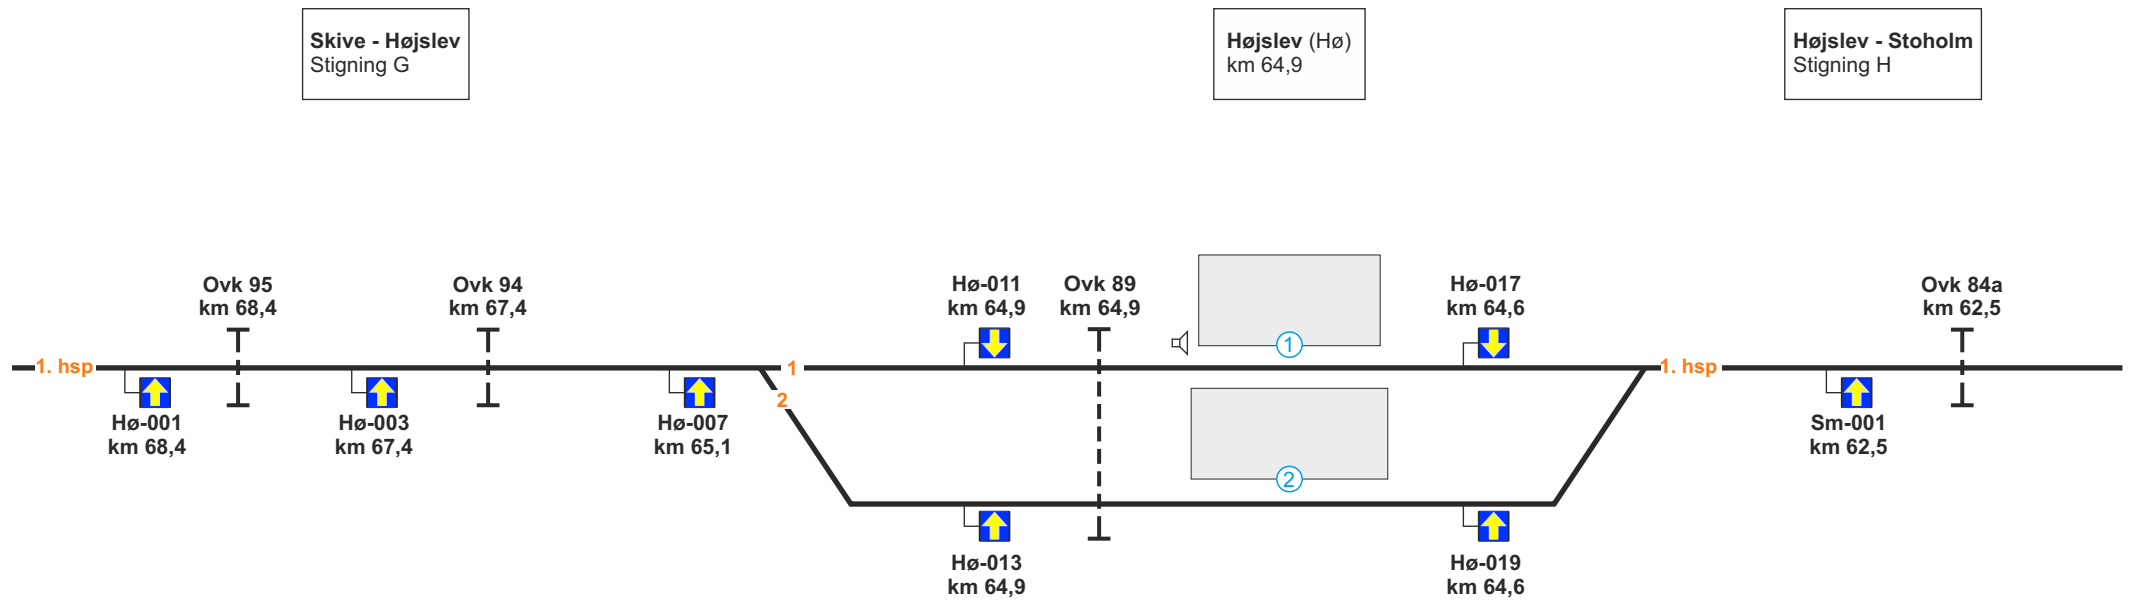 Skive - Højslev
Stigning G
Højslev (Hø)
km 64,9
Højslev - Stoholm
Stigning H
Ovk 95
km 68,4
Ovk 94
km 67,4
Hø-011
km 64,9
Ovk 89
km 64,9
Hø-017
km 64,6
Ovk 84a
km 62,5
1
1. hsp
1
1. hsp
2
Hø-001
km 68,4
Hø-003
km 67,4
Hø-007
km 65,1
Sm-001
km 62,5
2
Hø-013
km 64,9
Hø-019
km 64,6